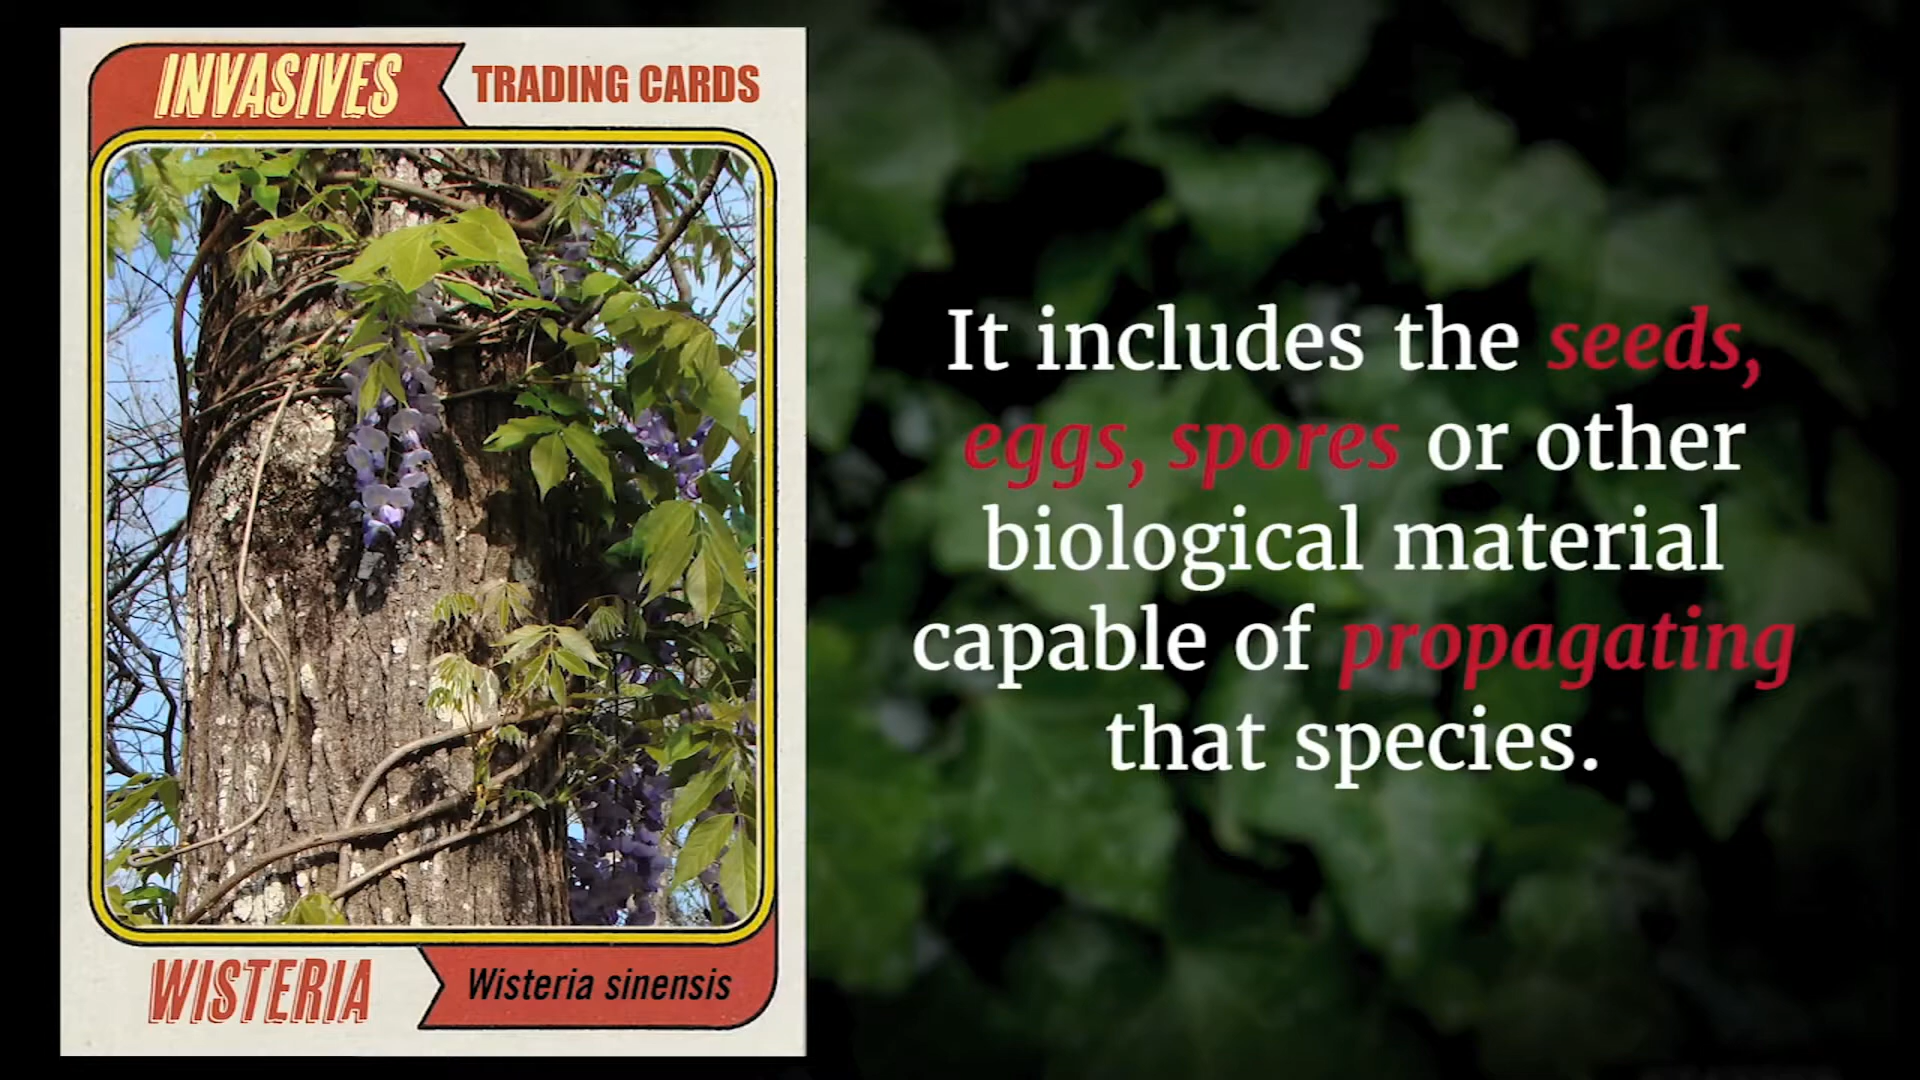 INVASIVES
TRADING CARDS
WISTERIA
Wisteria sinensis
It includes the seeds,
eggs, spores or other
biological material
capable of propagating
that species.